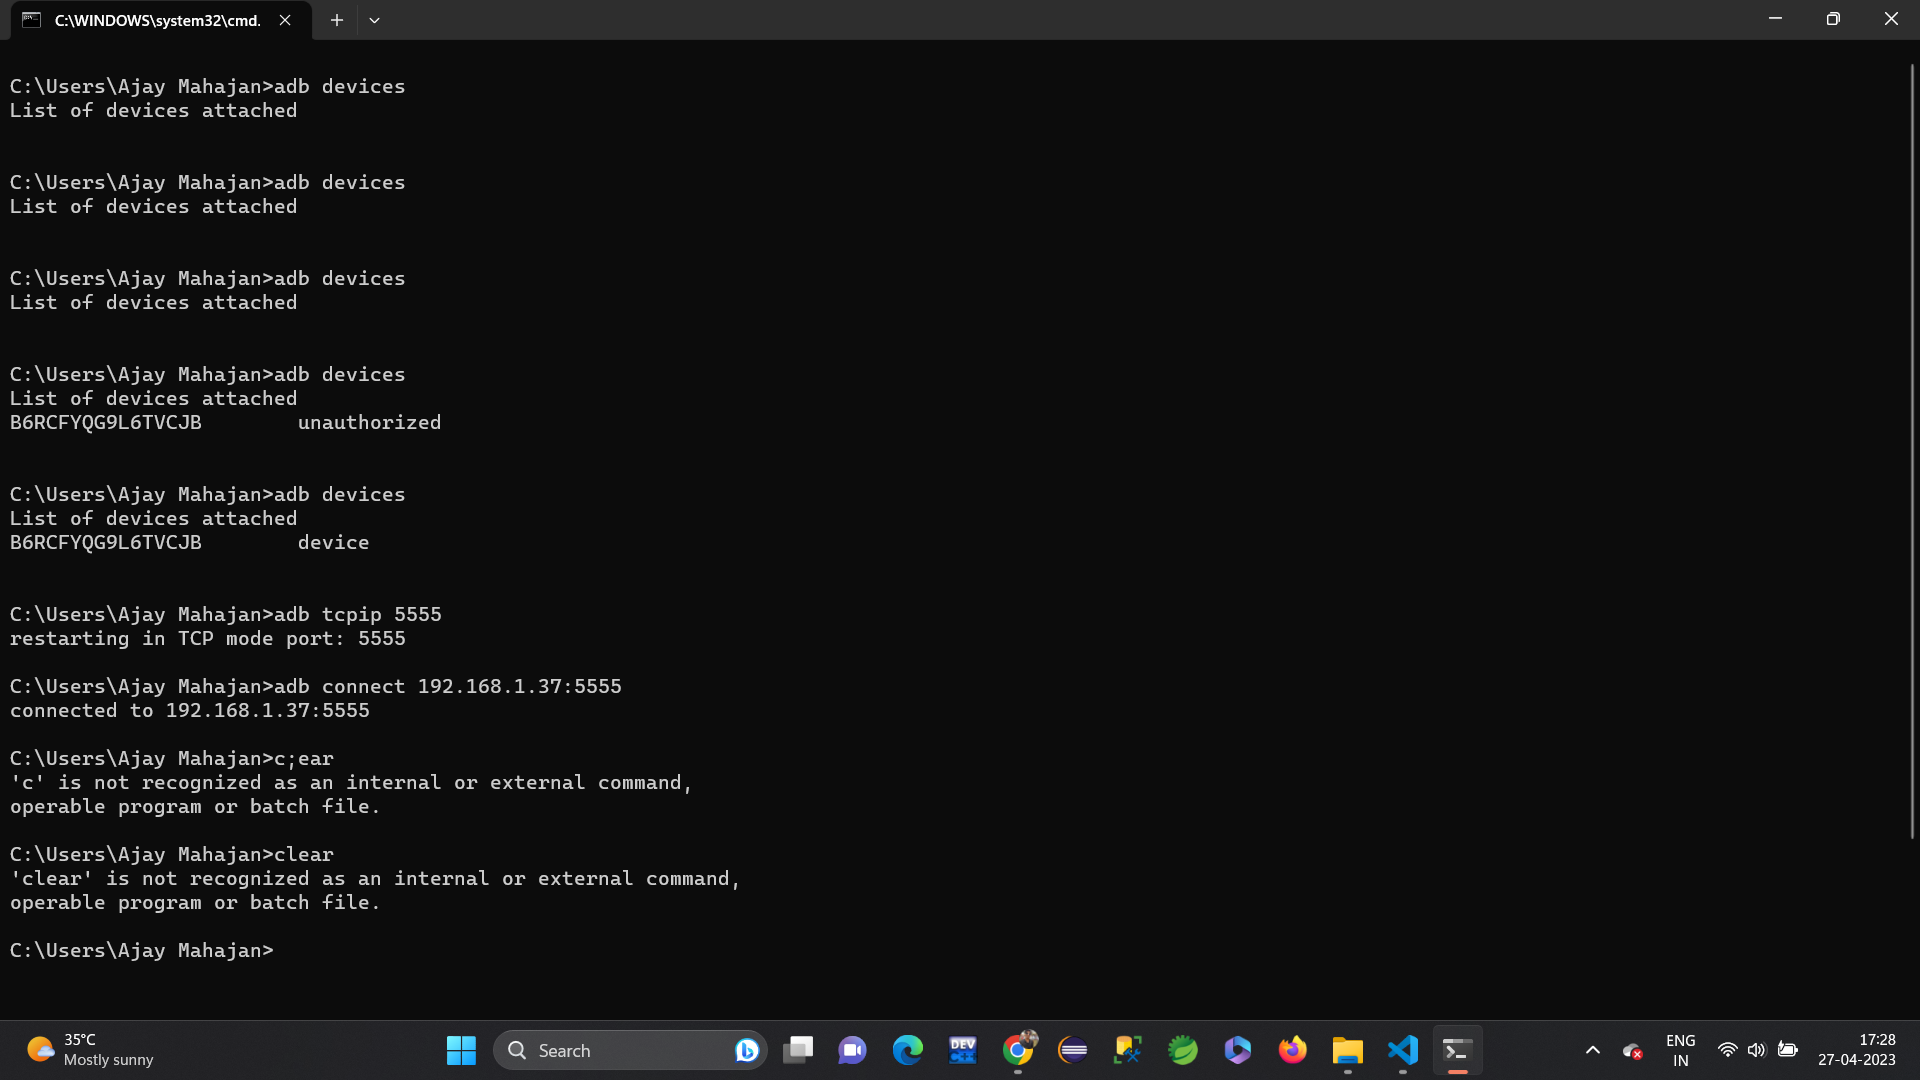 C:\WINDOWS\system32\cmd.
C:\Users\Ajay Mahajan>adb devices
List of devices attached
C:\Users\Ajay Mahajan>adb devices
List of devices attached
C:\Users\Ajay Mahajan>adb devices
List of devices attached
C:\Users\Ajay Mahajan>adb devices
List of devices attached
B6RCFYQG9L6TVCJB        unauthorized
C:\Users\Ajay Mahajan>adb devices
List of devices attached
B6RCFYQG9L6TVCJB        device
C:\Users\Ajay Mahajan>adb tcpip 5555
restarting in TCP mode port: 5555
C:\Users\Ajay Mahajan>adb connect 192.168.1.37:5555
connected to 192.168.1.37:5555
C:\Users\Ajay Mahajan>c;ear
'c' is not recognized as an internal or external command,
operable program or batch file.
C:\Users\Ajay Mahajan>clear
'clear' is not recognized as an internal or external command,
operable program or batch file.
C:\Users\Ajay Mahajan>
35°C
Mostly sunny
Search
DEV
C++
ENG
IN
17:28
27-04-2023